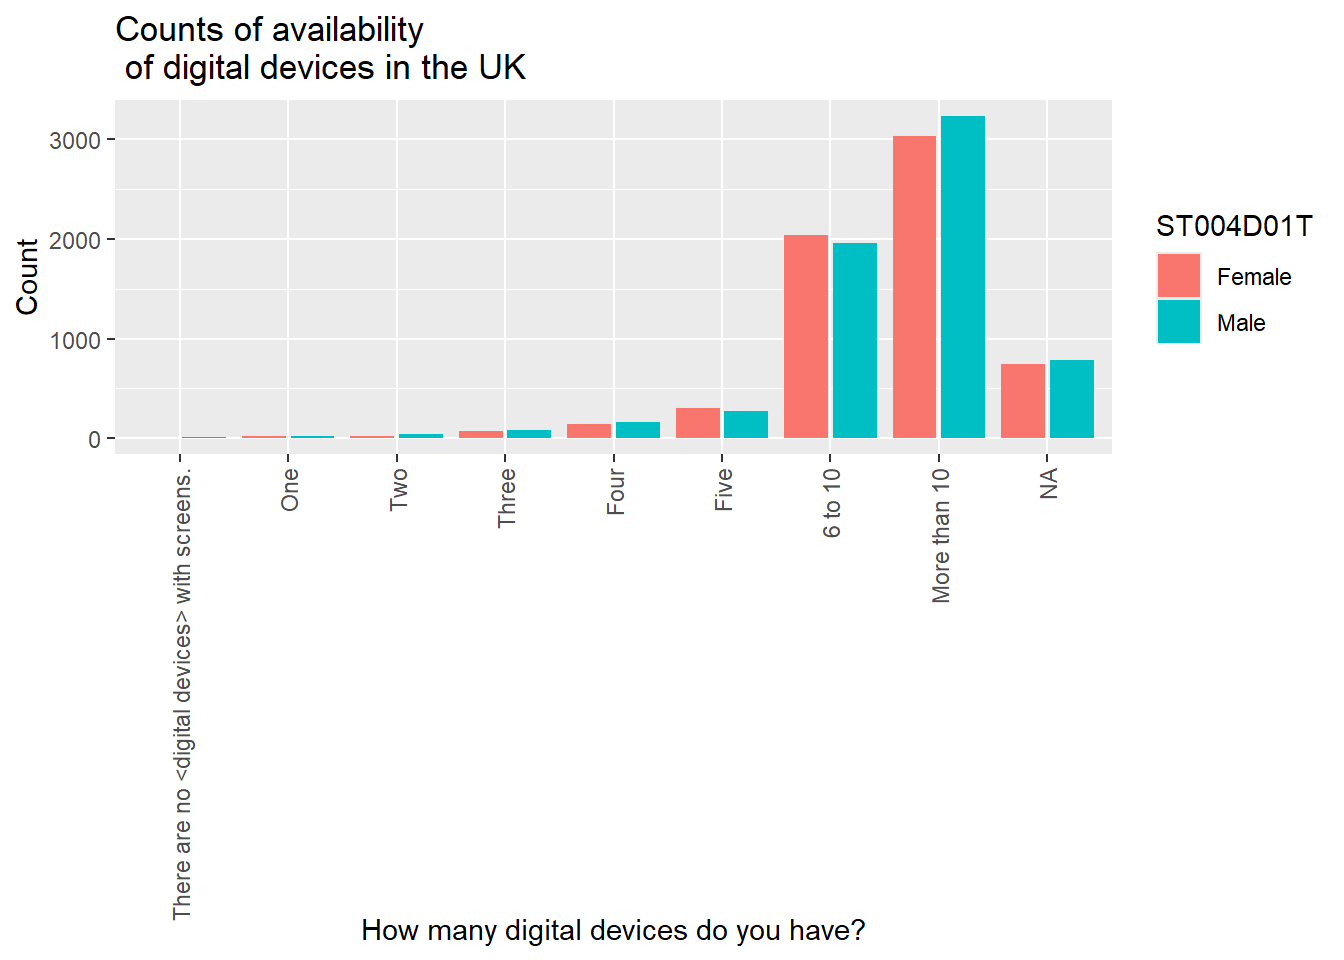 Counts of availability
of digital devices in the UK
Count
3000
2000
1000
0
There are no <digital devices> with screens.
One
Two
Three
Four
Five
6 to 10
More than 10
NA
How many digital devices do you have?
ST004D01T
Female
Male